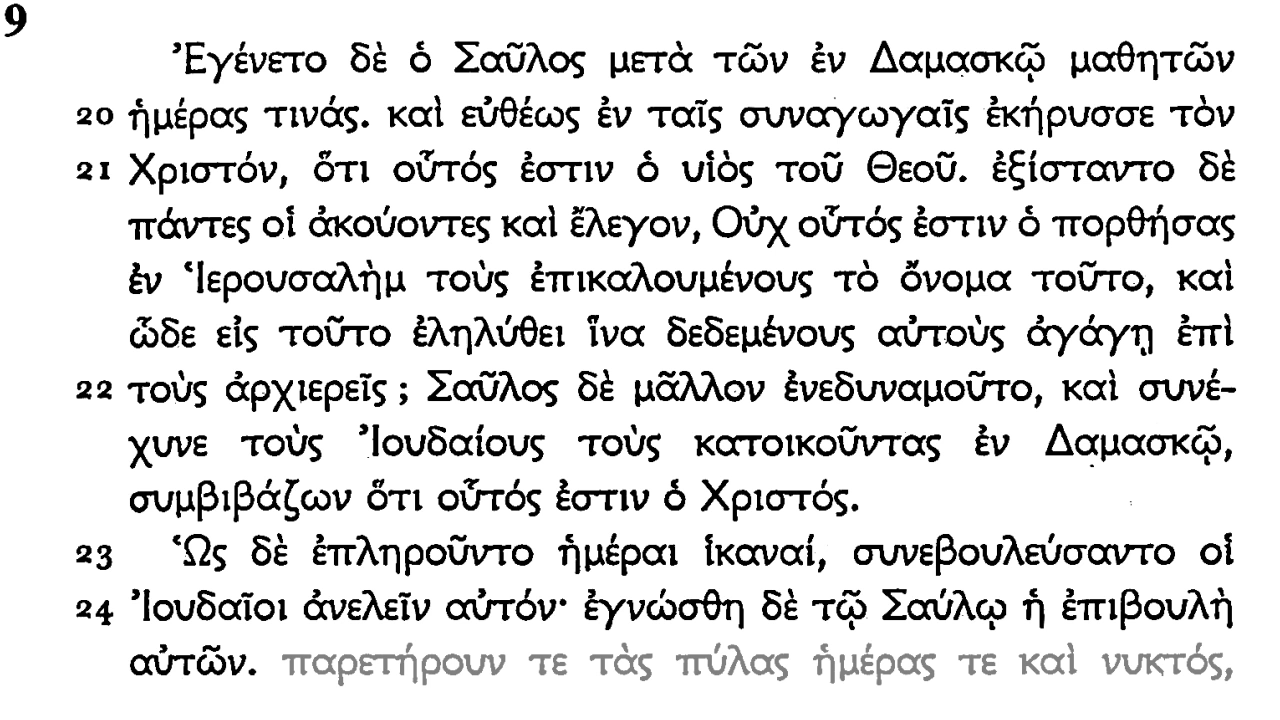 9
Ἐγένετο δὲ ὁ Σαῦλος μετὰ τῶν ἐν Δαμασκῷ μαθητῶν
20 ἡμέρας τινάς. καὶ εὐθέως ἐν ταῖς συναγωγαῖς ἐκήρυσσε τὸν
21 Χριστόν, ὅτι οὗτός ἐστιν ὁ υἱὸς τοῦ Θεοῦ. ἐξίσταντο δὲ
πάντες οἱ ἀκούοντες καὶ ἔλεγον, Οὐχ οὗτός ἐστιν ὁ πορθήσας
ἐν Ἱερουσαλὴμ τοὺς ἐπικαλουμένους τὸ ὄνομα τοῦτο, καὶ
ὧδε εἰς τοῦτο ἐληλύθει ἵνα δεδεμένους αὐτοὺς ἀγάγῃ ἐπὶ
22 τοὺς ἀρχιερεῖς ; Σαῦλος δὲ μᾶλλον ἐνεδυναμοῦτο, καὶ συνέ-
χυνε τοὺς Ἰουδαίους τοὺς κατοικοῦντας ἐν Δαμασκῷ,
συμβιβάζων ὅτι οὗτός ἐστιν ὁ Χριστός.
23 Ὡς δὲ ἐπληροῦντο ἡμέραι ἱκαναί, συνεβουλεύσαντο οἱ
24 Ἰουδαῖοι ἀνελεῖν αὐτόν· ἐγνώσθη δὲ τῷ Σαύλῳ ἡ ἐπιβουλὴ
αὐτῶν. παρετήρουν τε τὰς πύλας ἡμέρας τε καὶ νυκτός,